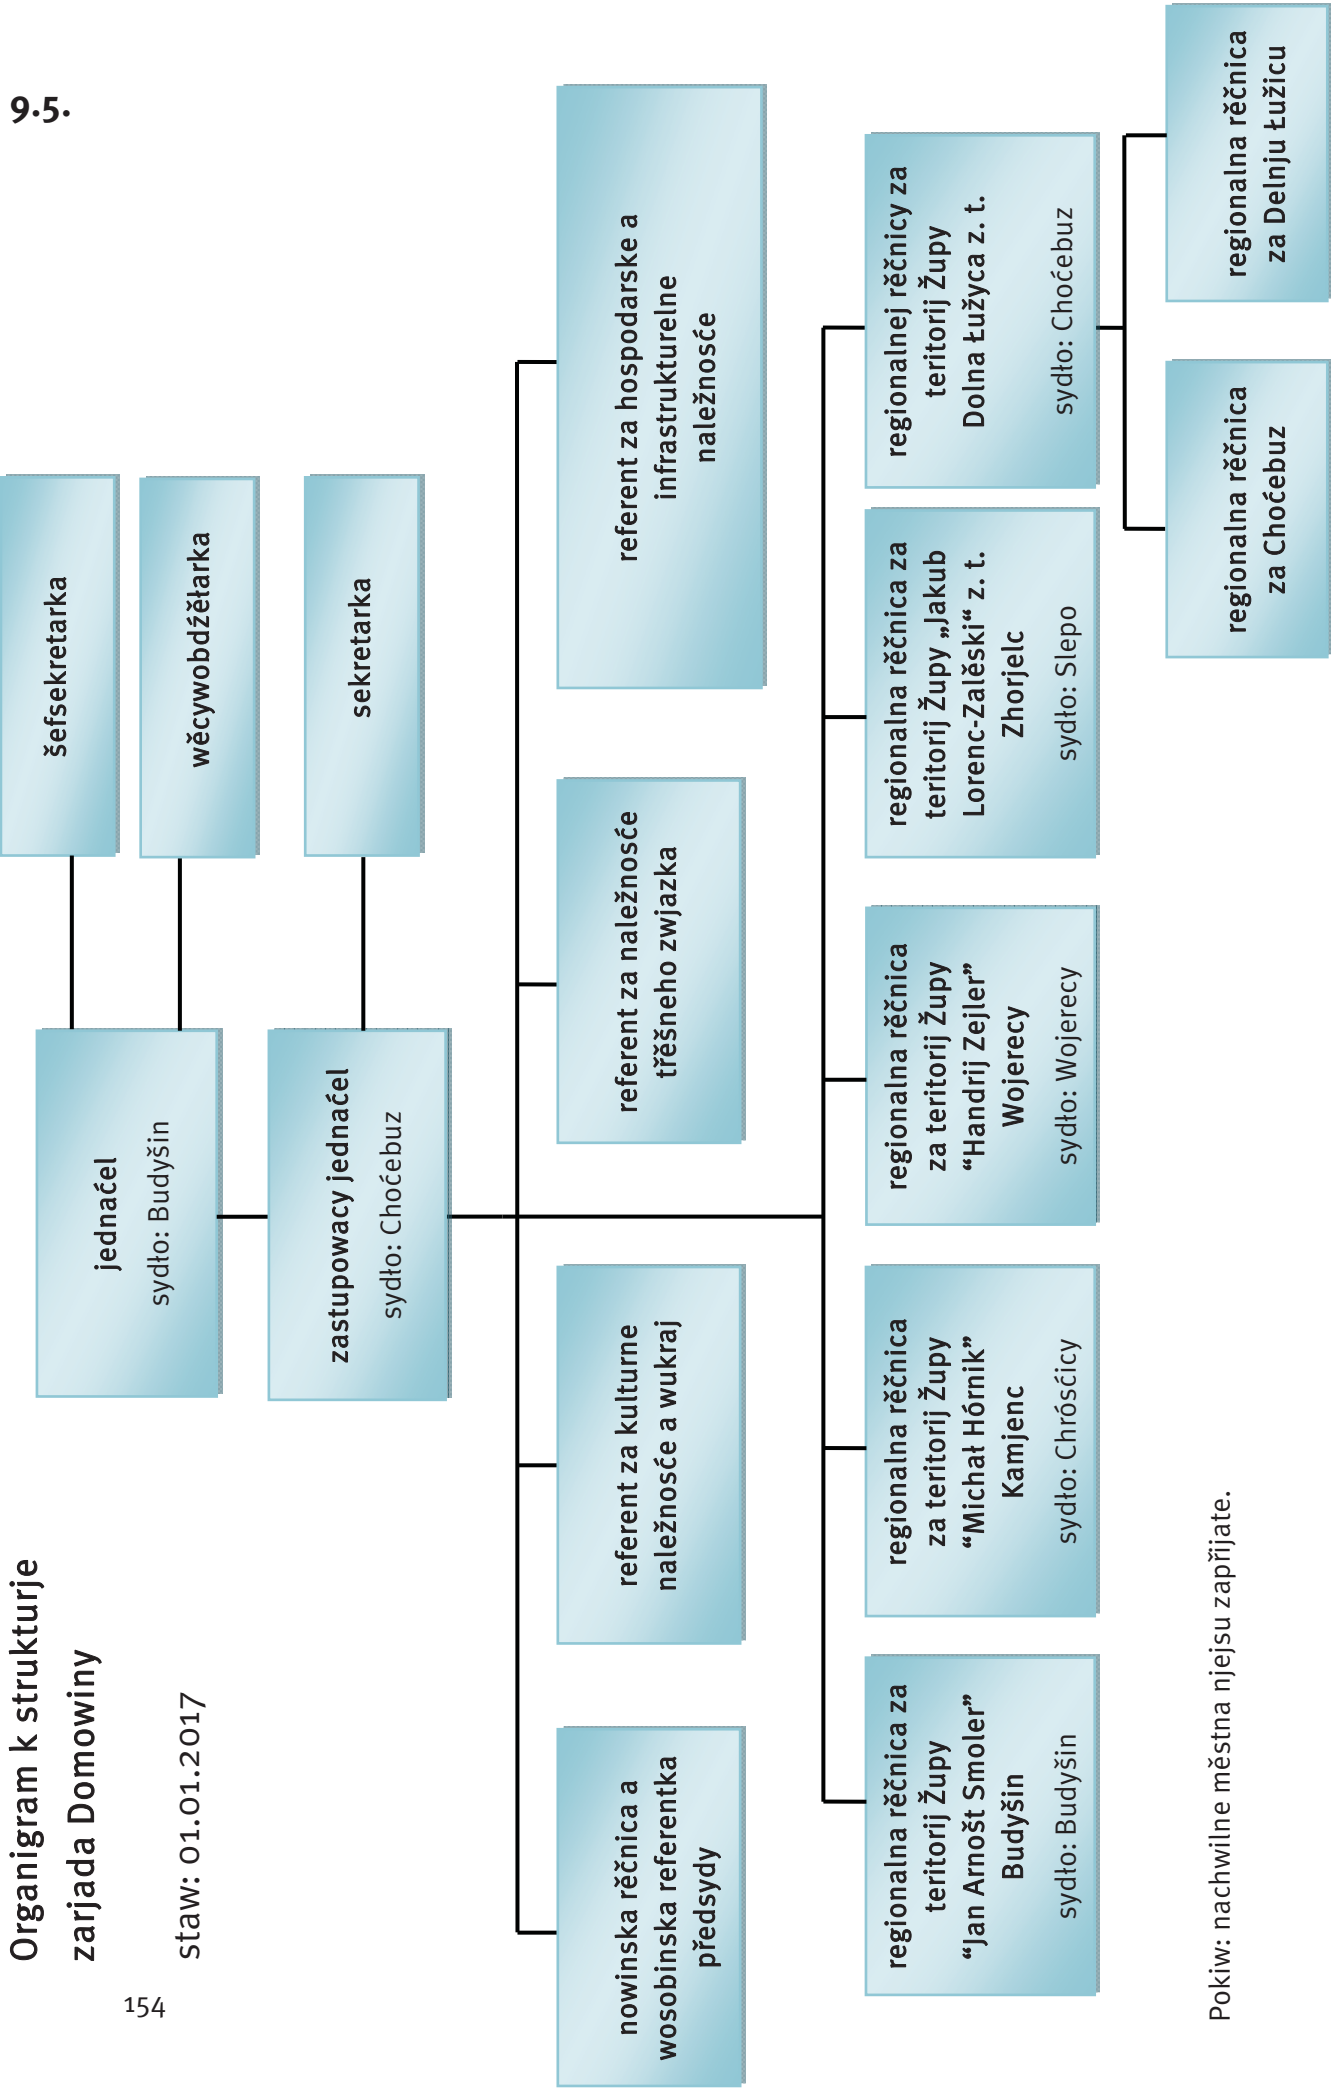 9.5.
Organigram k strukturje
zarjada Domowiny
staw: 01.01.2017
154
jednaćel
sydło: Budyšin
šefsekretarka
wěcywobdźěłarka
zastupowacy jednaćel
sydło: Choćebuz
sekretarka
nowinska rěčnica a
wosobinska referentka
předsydy
referent za kulturne
naležnosće a wukraj
referent za naležnosće
třěšneho zwjazka
referent za hospodarske a
infrastrukturelne
naležnosće
regionalna rěčnica za
teritorij Župy
“Jan Arnošt Smoler”
Budyšin
sydło: Budyšin
regionalna rěčnica
za teritorij Župy
“Michał Hórnik”
Kamjenc
sydło: Chrósćicy
regionalna rěčnica
za teritorij Župy
“Handrij Zejler”
Wojerecy
sydło: Wojerecy
regionalna rěčnica za
teritorij Župy „Jakub
Lorenc-Zalěski“ z. t.
Zhorjelc
sydło: Slepo
regionalnej rěčnicy za
teritorij Župy
Dolna Łužyca z. t.
sydło: Choćebuz
regionalna rěčnica
za Choćebuz
regionalna rěčnica
za Delnju Łužicu
Pokiw: nachwilne městna njejsu zapřijate.